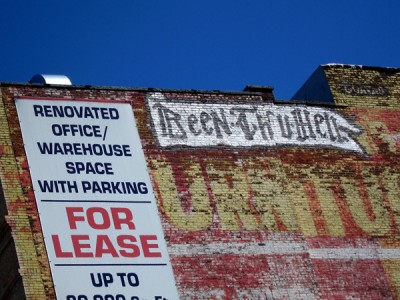 RENOVATED
OFFICE/
WAREHOUSE
SPACE
WITH PARKING
FOR
LEASE
UP TO
Been Thru Hell